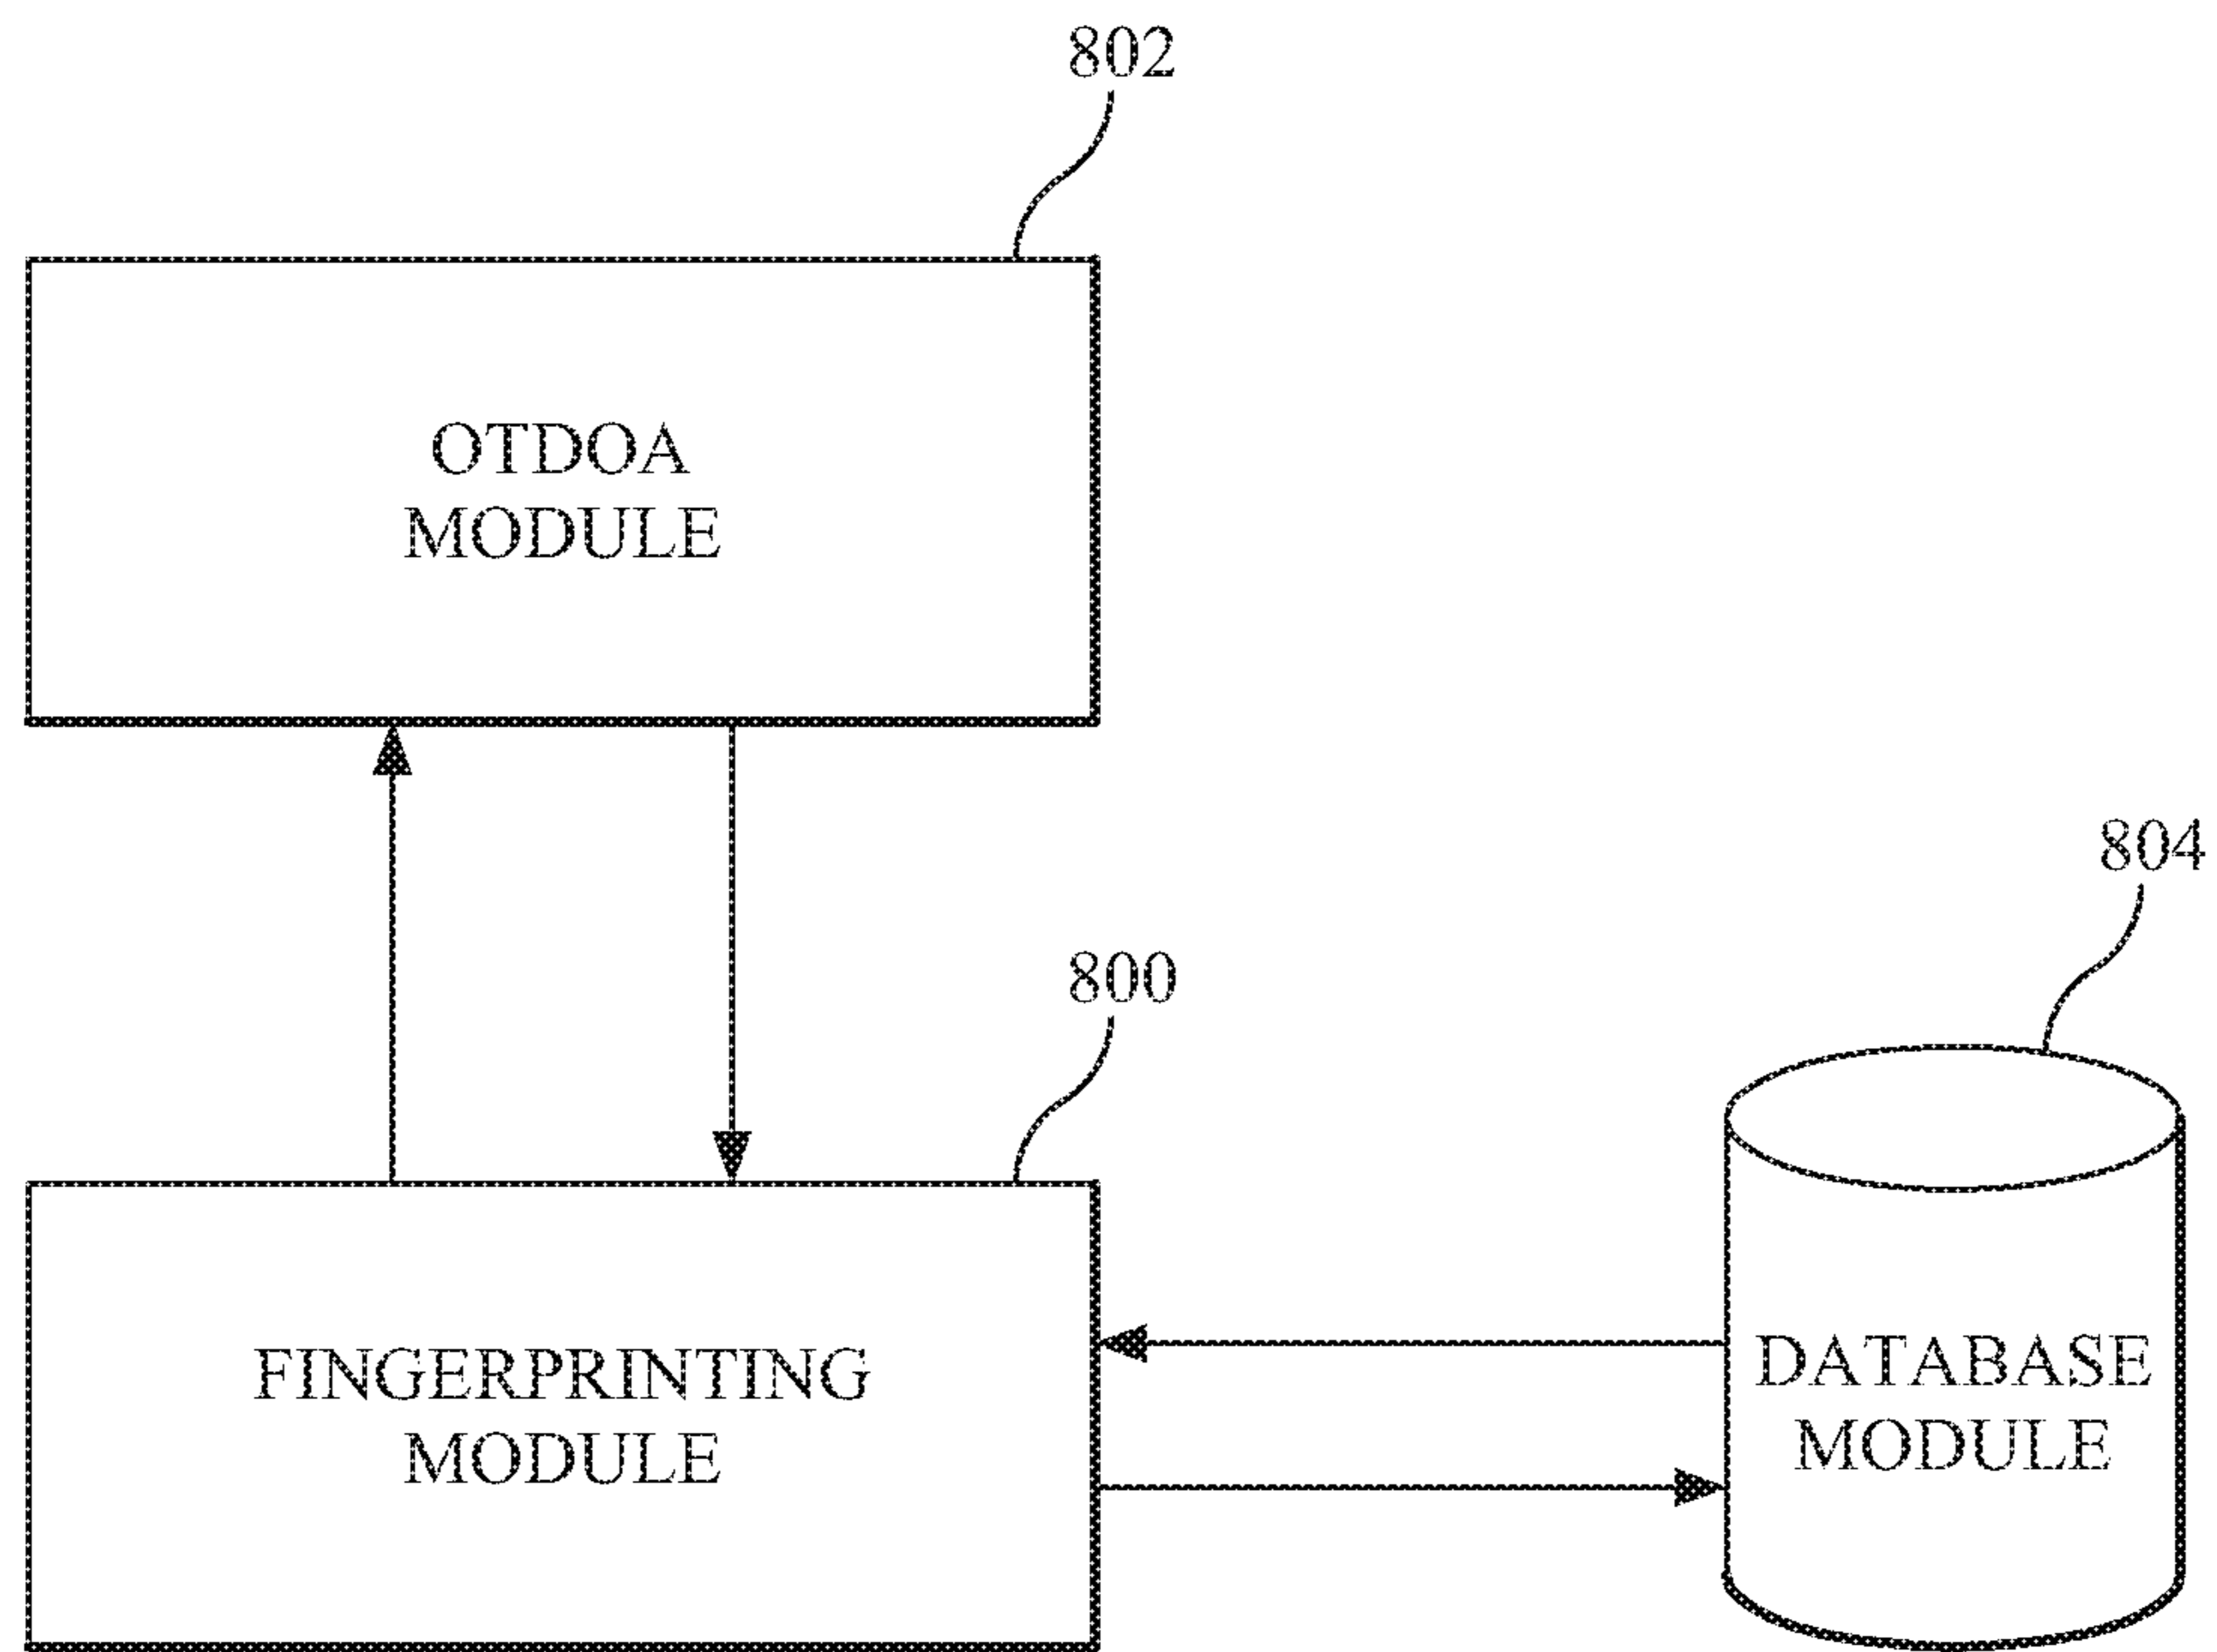 802
OTDOA
MODULE
804
800
FINGERPRINTING
MODULE
DATABASE
MODULE